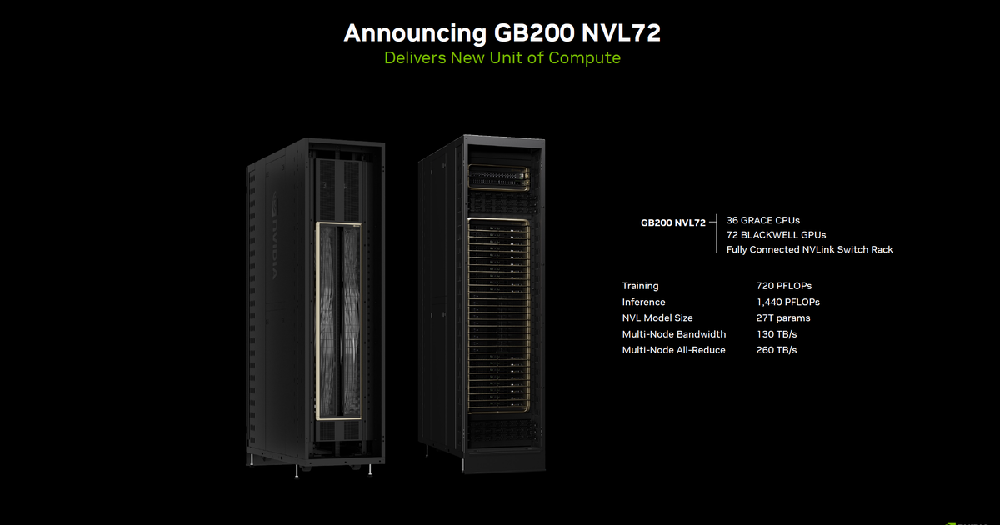 Announcing GB200 NVL72
Delivers New Unit of Compute
NVIDIA
GB200 NVL72
36 GRACE CPUs
72 BLACKWELL GPUs
Fully Connected NVLink Switch Rack
Training 720 PFLOPs
Inference 1,440 PFLOPs
NVL Model Size 27T params
Multi-Node Bandwidth 130 TB/s
Multi-Node All-Reduce 260 TB/s